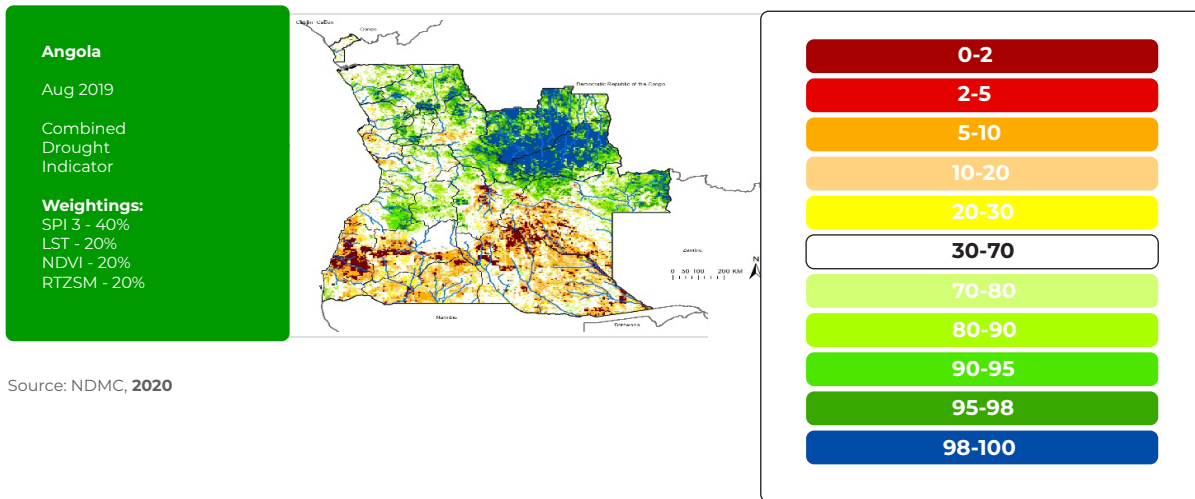 Angola
Aug 2019
Combined
Drought
Indicator
Weightings:
SPI 3 - 40%
LST - 20%
NDVI - 20%
RTZSM - 20%
Congo
Democratic Republic of the Congo
Zambia
N
0 50 100 200 KM
Namibia
Botswana
0-2
2-5
5-10
10-20
20-30
30-70
70-80
80-90
90-95
95-98
98-100
Source: NDMC, 2020